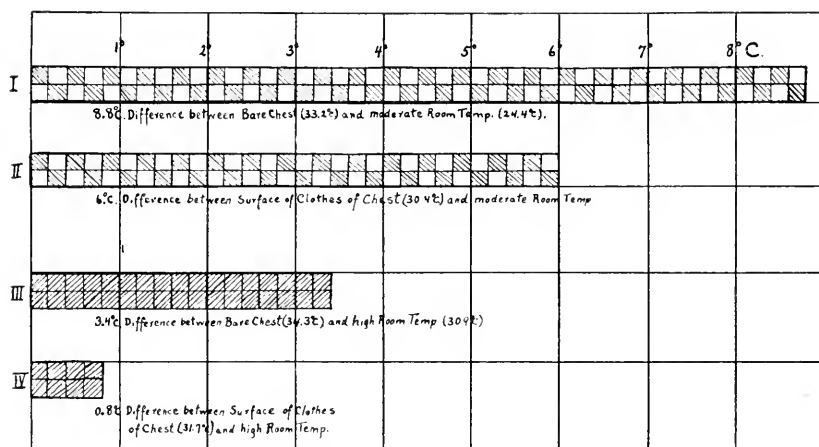 1° 2° 3° 4° 5° 6° 7° 8° C.
I
8.8°C. Difference between Bare Chest (33.2°C) and moderate Room Temp. (24.4°C).
II
6°C. Difference between Surface of Clothes of Chest (30.4°C) and moderate Room Temp
III
3.4°C. Difference between Bare Chest (34.3°C) and high Room Temp (30.9°C)
IV
0.8°C Difference between Surface of Clothes
of Chest (31.7°C) and high Room Temp.